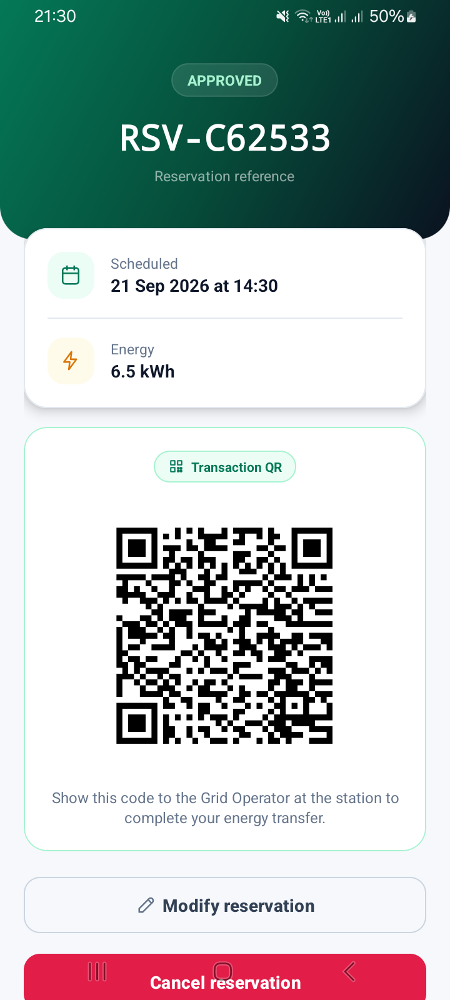 21:30
Vo))
LTE1
50%
APPROVED
RSV-C62533
Reservation reference
Scheduled
21 Sep 2026 at 14:30
Energy
6.5 kWh
Transaction QR
Show this code to the Grid Operator at the station to
complete your energy transfer.
Modify reservation
Cancel reservation